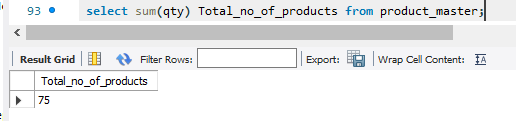 93 select sum(qty) Total_no_of_products from product_master;
Result Grid Filter Rows: Export: Wrap Cell Content:
Total_no_of_products
75